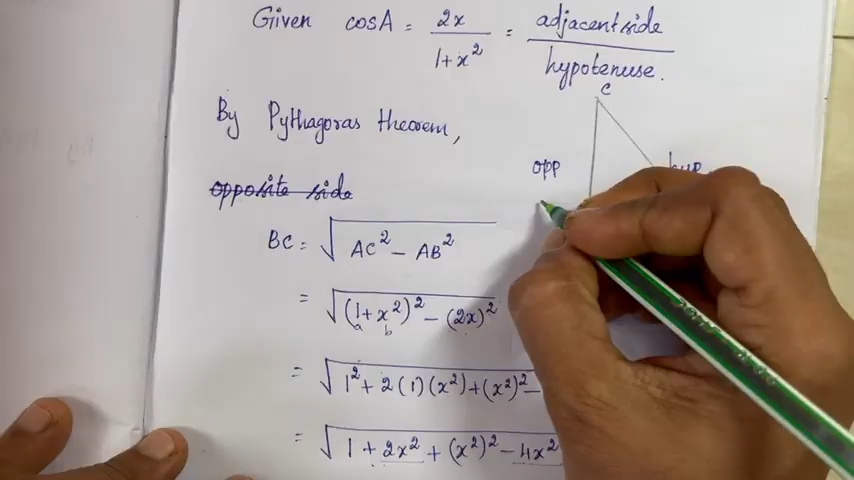 Given cosA = 2x / 1+x² = adjacent side / hypotenuse.
C
By Pythagoras theorem,
opp
opposite side
BC = √(AC² - AB²)
= √((1+x²)² - (2x)²)
a b
= √(1² + 2(1)(x²) + (x²)² -
= √(1 + 2x² + (x²)² - 4x²